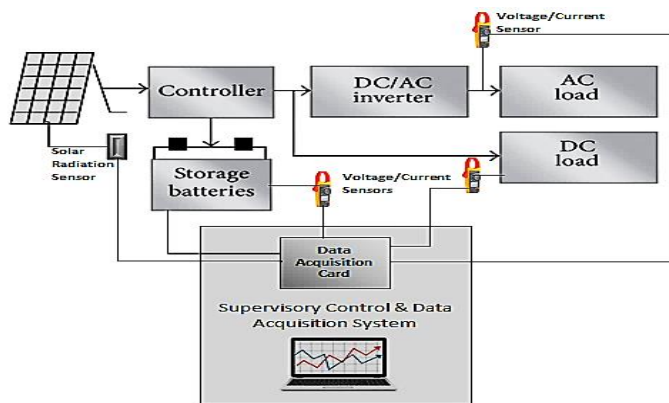 Voltage/Current
Sensor
Controller
DC/AC
inverter
AC
load
Solar
Radiation
Sensor
Storage
batteries
Voltage/Current
Sensors
DC
load
Data
Acquisition
Card
Supervisory Control & Data
Acquisition System